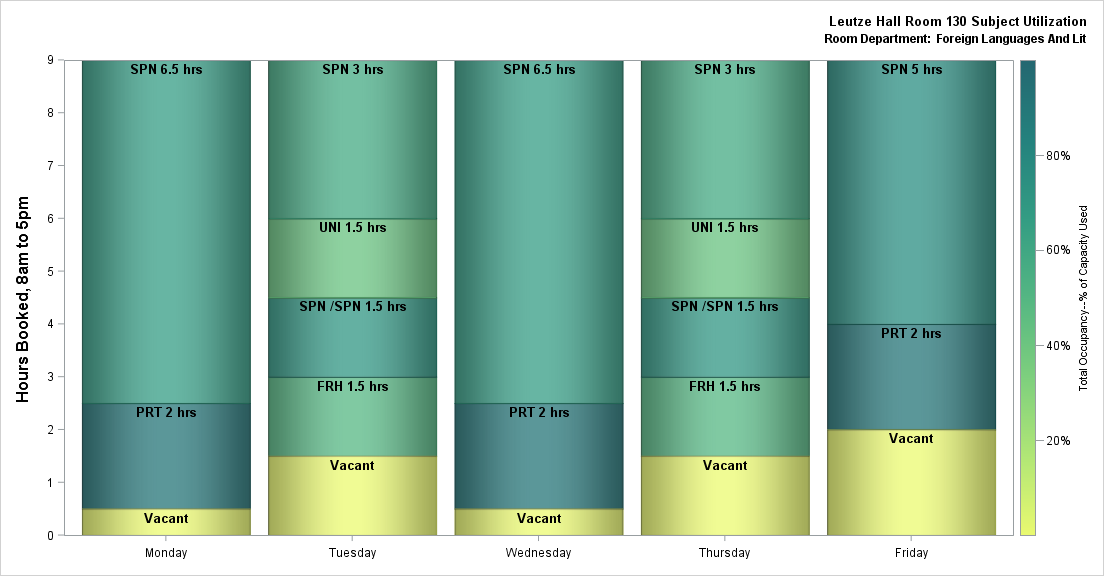 Leutze Hall Room 130 Subject Utilization
Room Department: Foreign Languages And Lit
Hours Booked, 8am to 5pm
9
8
7
6
5
4
3
2
1
0
SPN 6.5 hrs
PRT 2 hrs
Vacant
Monday
SPN 3 hrs
UNI 1.5 hrs
SPN /SPN 1.5 hrs
FRH 1.5 hrs
Vacant
Tuesday
SPN 6.5 hrs
PRT 2 hrs
Vacant
Wednesday
SPN 3 hrs
UNI 1.5 hrs
SPN /SPN 1.5 hrs
FRH 1.5 hrs
Vacant
Thursday
SPN 5 hrs
PRT 2 hrs
Vacant
Friday
80%
60%
40%
20%
Total Occupancy--% of Capacity Used